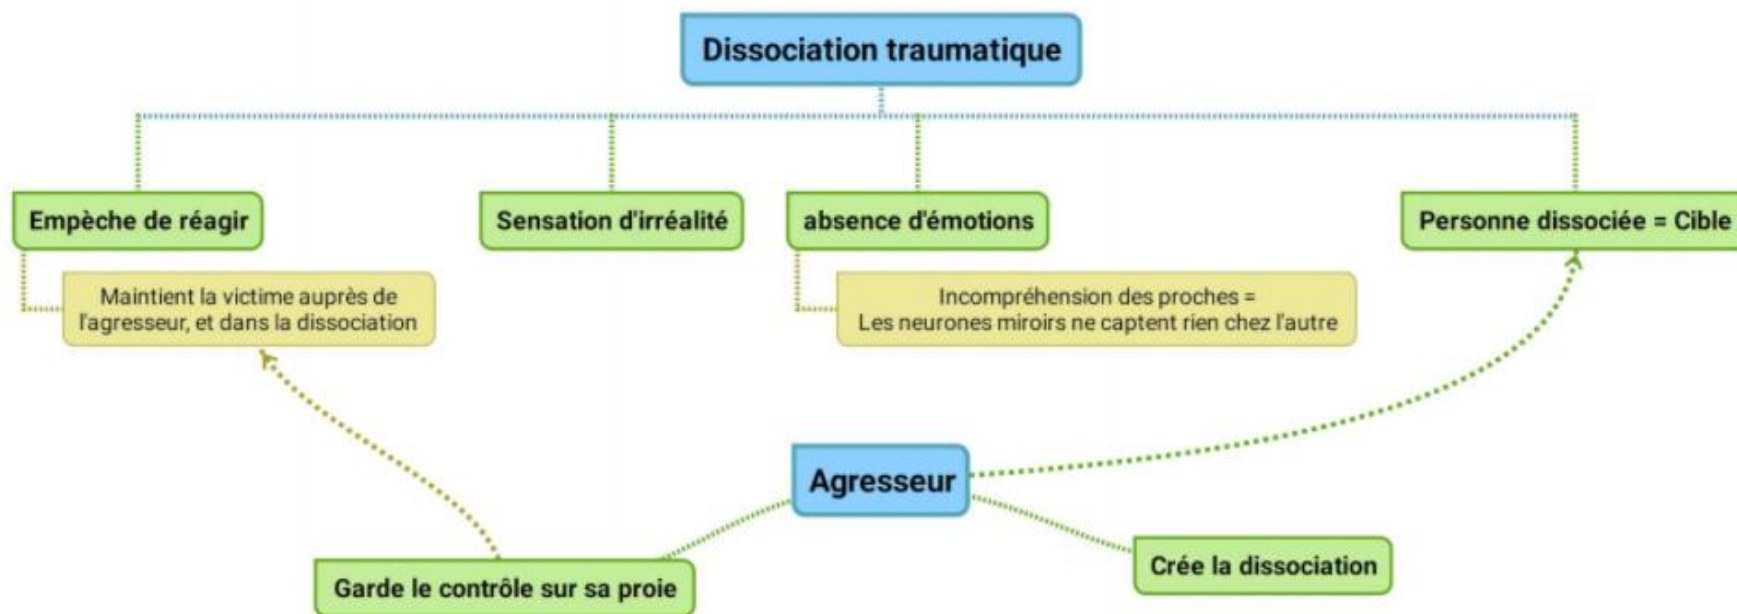 Dissociation traumatique
Empèche de réagir
Sensation d'irréalité
absence d'émotions
Personne dissociée = Cible
Maintient la victime auprès de
l'agresseur, et dans la dissociation
Incompréhension des proches =
Les neurones miroirs ne captent rien chez l'autre
Agresseur
Garde le contrôle sur sa proie
Crée la dissociation